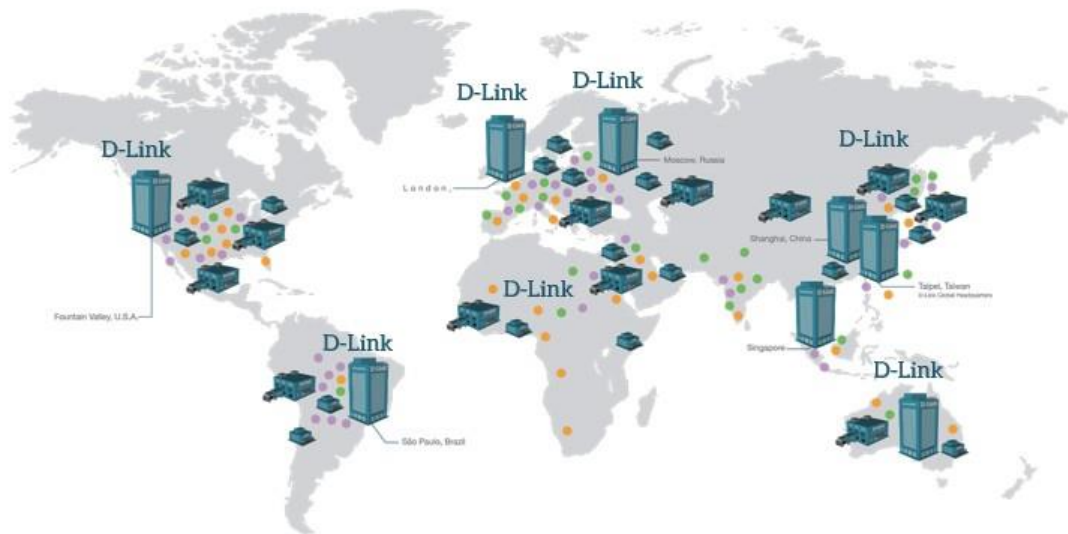 D-Link
D-Link
D-Link
D-Link
Moscow, Russia
London,
Shanghai, China
Taipei, Taiwan
D-Link Global Headquarters
D-Link
Fountain Valley, U.S.A.
Singapore
D-Link
D-Link
São Paulo, Brazil